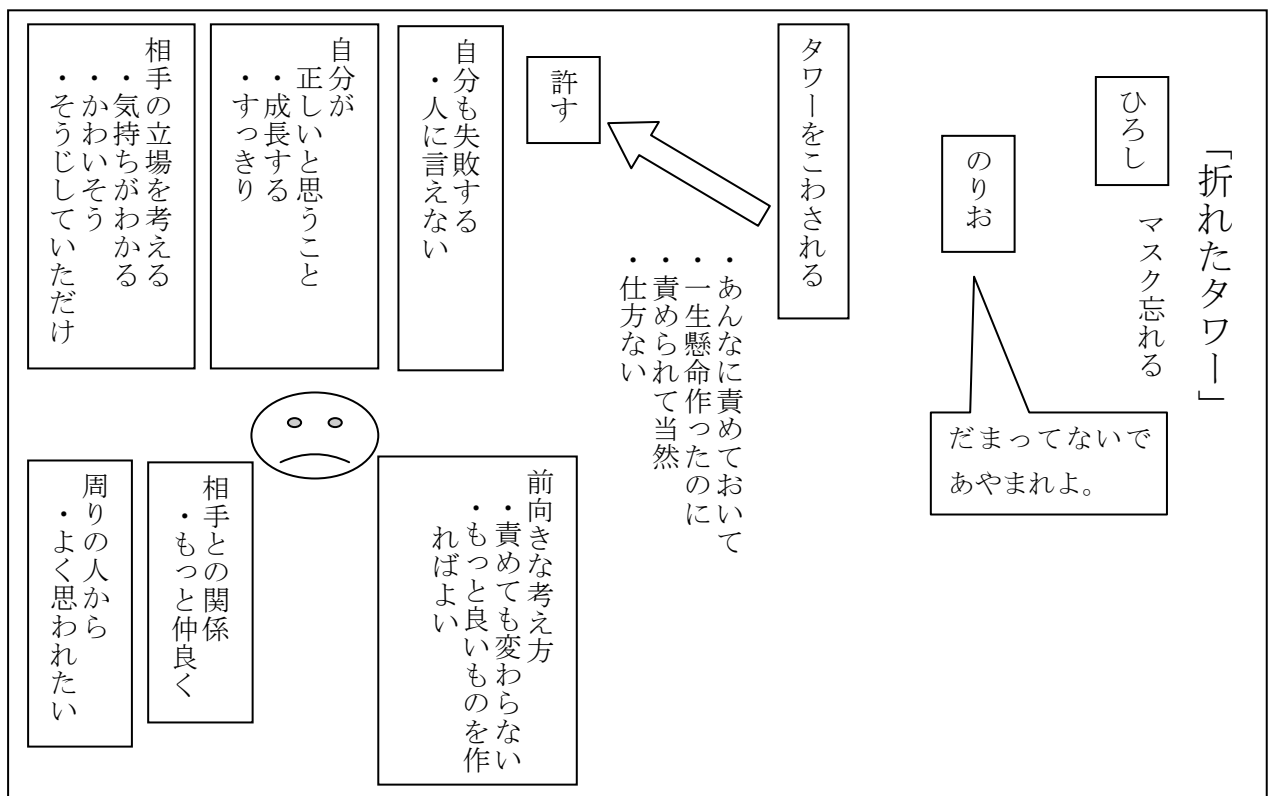 「折れたタワー」
ひろし
マスク忘れる
のりお
だまってないで
あやまれよ。
タワーをこわされる
・あんなに責めておいて
・一生懸命作ったのに
・責められて当然
・仕方ない
許す
自分も失敗する
・人に言えない
自分が
正しいと思うこと
・成長する
・すっきり
相手の立場を考える
・気持ちがわかる
・かわいそう
・そうじしていただけ
前向きな考え方
・責めても変わらない
・もっと良いものを作
ればよい
相手との関係
・もっと仲良く
周りの人から
・よく思われたい